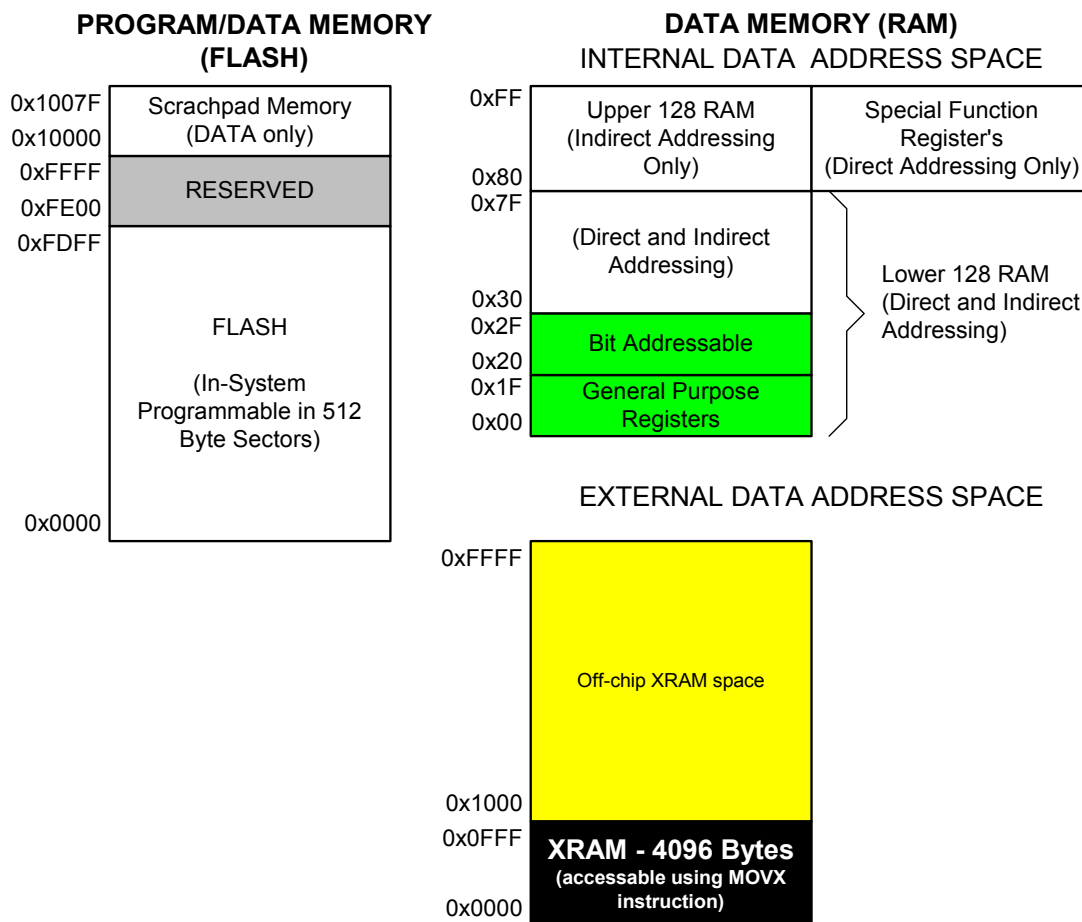 PROGRAM/DATA MEMORY
(FLASH)
0x1007F
Scrachpad Memory
(DATA only)
0x10000
0xFFFF
RESERVED
0xFE00
0xFDFF
FLASH
(In-System
Programmable in 512
Byte Sectors)
0x0000
DATA MEMORY (RAM)
INTERNAL DATA ADDRESS SPACE
0xFF
Upper 128 RAM
(Indirect Addressing
Only)
0x80
Special Function
Register's
(Direct Addressing Only)
0x7F
(Direct and Indirect
Addressing)
0x30
0x2F
Bit Addressable
0x20
0x1F
General Purpose
Registers
0x00
Lower 128 RAM
(Direct and Indirect
Addressing)
EXTERNAL DATA ADDRESS SPACE
0xFFFF
Off-chip XRAM space
0x1000
0x0FFF
XRAM - 4096 Bytes
(accessable using MOVX
instruction)
0x0000